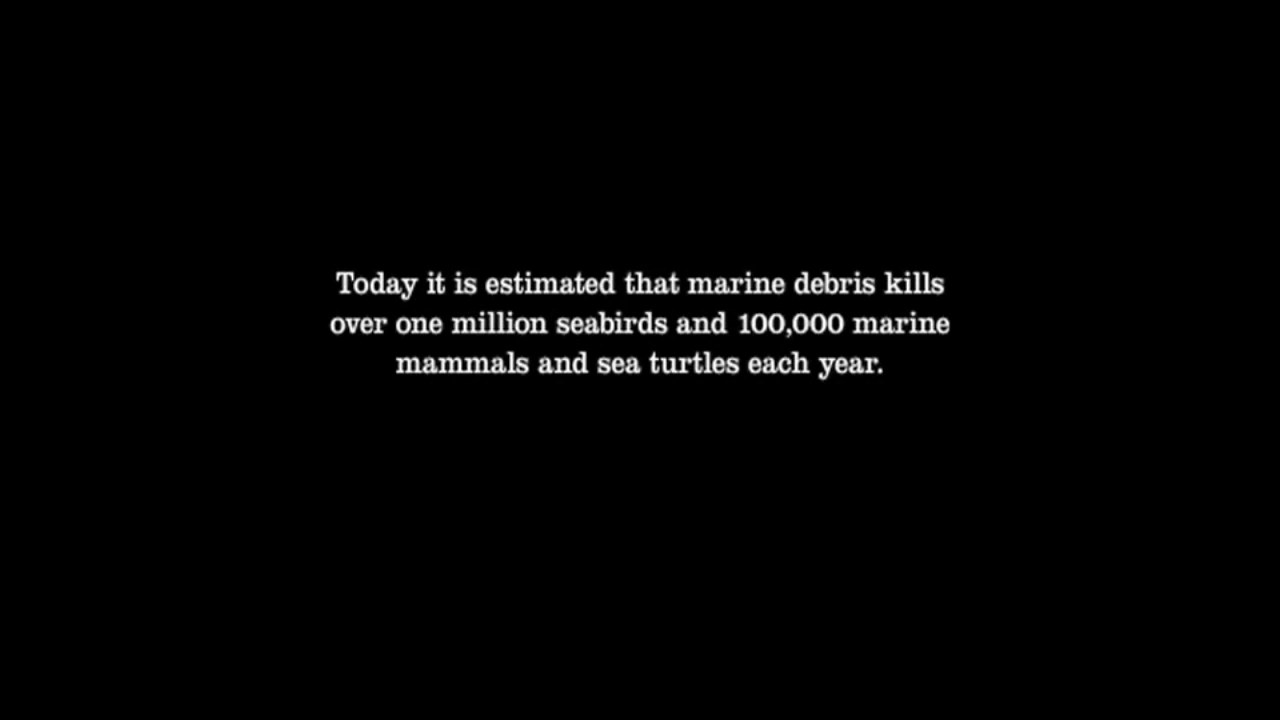 Today it is estimated that marine debris kills
over one million seabirds and 100,000 marine
mammals and sea turtles each year.